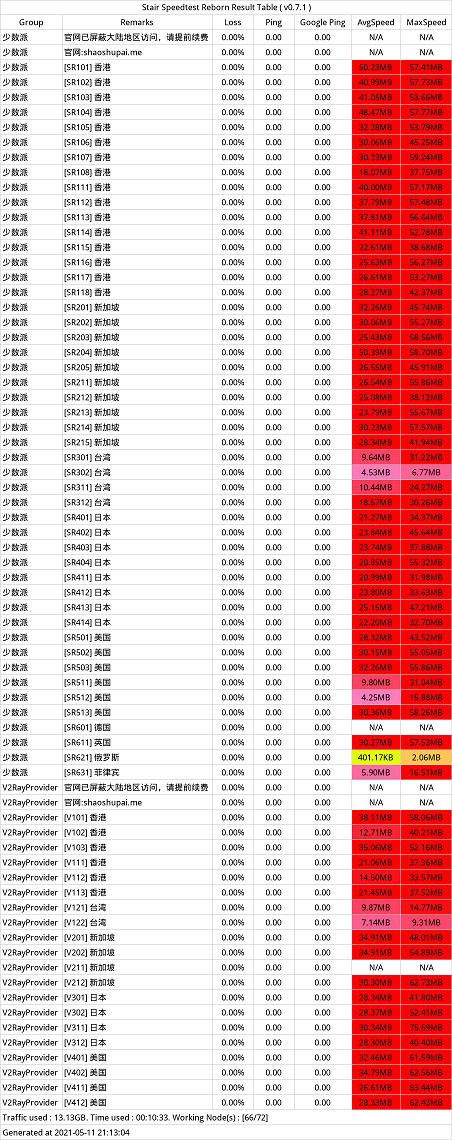 Stair Speedtest Reborn Result Table ( v0.7.1 )
Group Remarks Loss Ping Google Ping AvgSpeed MaxSpeed
少数派 官网已屏蔽大陆地区访问，请提前续费 0.00% 0.00 0.00 N/A N/A
少数派 官网:shaoshupai.me 0.00% 0.00 0.00 N/A N/A
少数派 [SR101] 香港 0.00% 0.00 0.00 50.23MB 57.41MB
少数派 [SR102] 香港 0.00% 0.00 0.00 40.99MB 57.73MB
少数派 [SR103] 香港 0.00% 0.00 0.00 41.05MB 53.66MB
少数派 [SR104] 香港 0.00% 0.00 0.00 48.47MB 57.77MB
少数派 [SR105] 香港 0.00% 0.00 0.00 32.28MB 53.79MB
少数派 [SR106] 香港 0.00% 0.00 0.00 30.06MB 45.25MB
少数派 [SR107] 香港 0.00% 0.00 0.00 30.23MB 59.24MB
少数派 [SR108] 香港 0.00% 0.00 0.00 18.07MB 37.75MB
少数派 [SR111] 香港 0.00% 0.00 0.00 40.00MB 57.17MB
少数派 [SR112] 香港 0.00% 0.00 0.00 37.79MB 57.48MB
少数派 [SR113] 香港 0.00% 0.00 0.00 37.81MB 56.64MB
少数派 [SR114] 香港 0.00% 0.00 0.00 41.11MB 52.78MB
少数派 [SR115] 香港 0.00% 0.00 0.00 22.61MB 38.68MB
少数派 [SR116] 香港 0.00% 0.00 0.00 25.63MB 56.27MB
少数派 [SR117] 香港 0.00% 0.00 0.00 26.61MB 53.27MB
少数派 [SR118] 香港 0.00% 0.00 0.00 28.27MB 42.37MB
少数派 [SR201] 新加坡 0.00% 0.00 0.00 32.26MB 45.74MB
少数派 [SR202] 新加坡 0.00% 0.00 0.00 30.06MB 55.27MB
少数派 [SR203] 新加坡 0.00% 0.00 0.00 25.43MB 58.56MB
少数派 [SR204] 新加坡 0.00% 0.00 0.00 50.39MB 58.70MB
少数派 [SR205] 新加坡 0.00% 0.00 0.00 26.55MB 45.91MB
少数派 [SR211] 新加坡 0.00% 0.00 0.00 26.54MB 55.86MB
少数派 [SR212] 新加坡 0.00% 0.00 0.00 25.08MB 38.12MB
少数派 [SR213] 新加坡 0.00% 0.00 0.00 23.79MB 55.67MB
少数派 [SR214] 新加坡 0.00% 0.00 0.00 30.23MB 57.57MB
少数派 [SR215] 新加坡 0.00% 0.00 0.00 28.34MB 41.94MB
少数派 [SR301] 台湾 0.00% 0.00 0.00 9.64MB 31.22MB
少数派 [SR302] 台湾 0.00% 0.00 0.00 4.53MB 6.77MB
少数派 [SR311] 台湾 0.00% 0.00 0.00 10.44MB 24.27MB
少数派 [SR312] 台湾 0.00% 0.00 0.00 18.67MB 30.26MB
少数派 [SR401] 日本 0.00% 0.00 0.00 21.27MB 34.37MB
少数派 [SR402] 日本 0.00% 0.00 0.00 23.84MB 45.64MB
少数派 [SR403] 日本 0.00% 0.00 0.00 23.74MB 37.88MB
少数派 [SR404] 日本 0.00% 0.00 0.00 20.85MB 55.32MB
少数派 [SR411] 日本 0.00% 0.00 0.00 20.99MB 31.98MB
少数派 [SR412] 日本 0.00% 0.00 0.00 23.80MB 33.63MB
少数派 [SR413] 日本 0.00% 0.00 0.00 25.15MB 47.21MB
少数派 [SR414] 日本 0.00% 0.00 0.00 22.20MB 32.70MB
少数派 [SR501] 美国 0.00% 0.00 0.00 28.32MB 43.52MB
少数派 [SR502] 美国 0.00% 0.00 0.00 30.15MB 55.05MB
少数派 [SR503] 美国 0.00% 0.00 0.00 32.26MB 55.86MB
少数派 [SR511] 美国 0.00% 0.00 0.00 9.80MB 31.04MB
少数派 [SR512] 美国 0.00% 0.00 0.00 4.25MB 15.88MB
少数派 [SR513] 美国 0.00% 0.00 0.00 30.36MB 58.26MB
少数派 [SR601] 德国 0.00% 0.00 0.00 N/A N/A
少数派 [SR611] 英国 0.00% 0.00 0.00 30.27MB 57.53MB
少数派 [SR621] 俄罗斯 0.00% 0.00 0.00 401.17KB 2.06MB
少数派 [SR631] 菲律宾 0.00% 0.00 0.00 5.90MB 16.51MB
V2RayProvider 官网已屏蔽大陆地区访问，请提前续费 0.00% 0.00 0.00 N/A N/A
V2RayProvider 官网:shaoshupai.me 0.00% 0.00 0.00 N/A N/A
V2RayProvider [V101] 香港 0.00% 0.00 0.00 38.11MB 58.06MB
V2RayProvider [V102] 香港 0.00% 0.00 0.00 12.71MB 40.21MB
V2RayProvider [V103] 香港 0.00% 0.00 0.00 35.06MB 52.16MB
V2RayProvider [V111] 香港 0.00% 0.00 0.00 21.06MB 37.36MB
V2RayProvider [V112] 香港 0.00% 0.00 0.00 14.50MB 33.57MB
V2RayProvider [V113] 香港 0.00% 0.00 0.00 21.45MB 37.52MB
V2RayProvider [V121] 台湾 0.00% 0.00 0.00 9.87MB 14.77MB
V2RayProvider [V122] 台湾 0.00% 0.00 0.00 7.14MB 9.31MB
V2RayProvider [V201] 新加坡 0.00% 0.00 0.00 34.91MB 48.01MB
V2RayProvider [V202] 新加坡 0.00% 0.00 0.00 34.91MB 54.89MB
V2RayProvider [V211] 新加坡 0.00% 0.00 0.00 N/A N/A
V2RayProvider [V212] 新加坡 0.00% 0.00 0.00 30.30MB 62.73MB
V2RayProvider [V301] 日本 0.00% 0.00 0.00 28.34MB 41.80MB
V2RayProvider [V302] 日本 0.00% 0.00 0.00 28.37MB 52.41MB
V2RayProvider [V311] 日本 0.00% 0.00 0.00 30.34MB 75.59MB
V2RayProvider [V312] 日本 0.00% 0.00 0.00 28.30MB 40.40MB
V2RayProvider [V401] 美国 0.00% 0.00 0.00 32.46MB 61.59MB
V2RayProvider [V402] 美国 0.00% 0.00 0.00 34.79MB 62.56MB
V2RayProvider [V411] 美国 0.00% 0.00 0.00 26.61MB 63.44MB
V2RayProvider [V412] 美国 0.00% 0.00 0.00 28.53MB 62.43MB
Traffic used : 13.13GB. Time used : 00:10:33. Working Node(s) : [66/72]
Generated at 2021-05-11 21:13:04